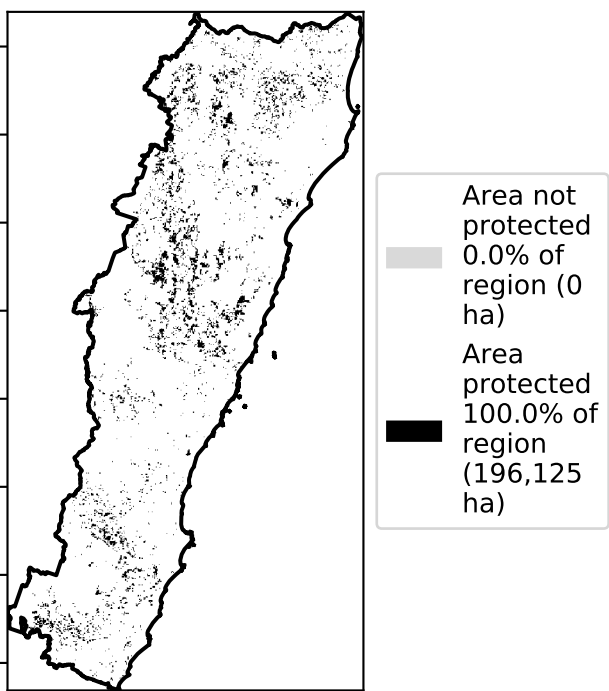 Area not
protected
0.0% of
region (0
ha)
Area
protected
100.0% of
region
(196,125
ha)